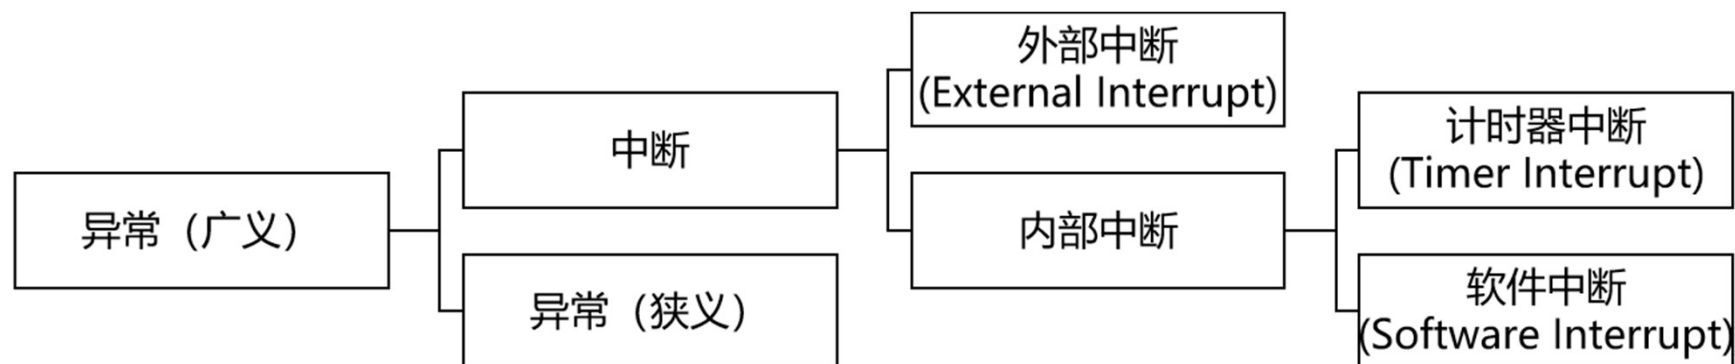 异常（广义）
中断
异常（狭义）
外部中断
(External Interrupt)
内部中断
计时器中断
(Timer Interrupt)
软件中断
(Software Interrupt)